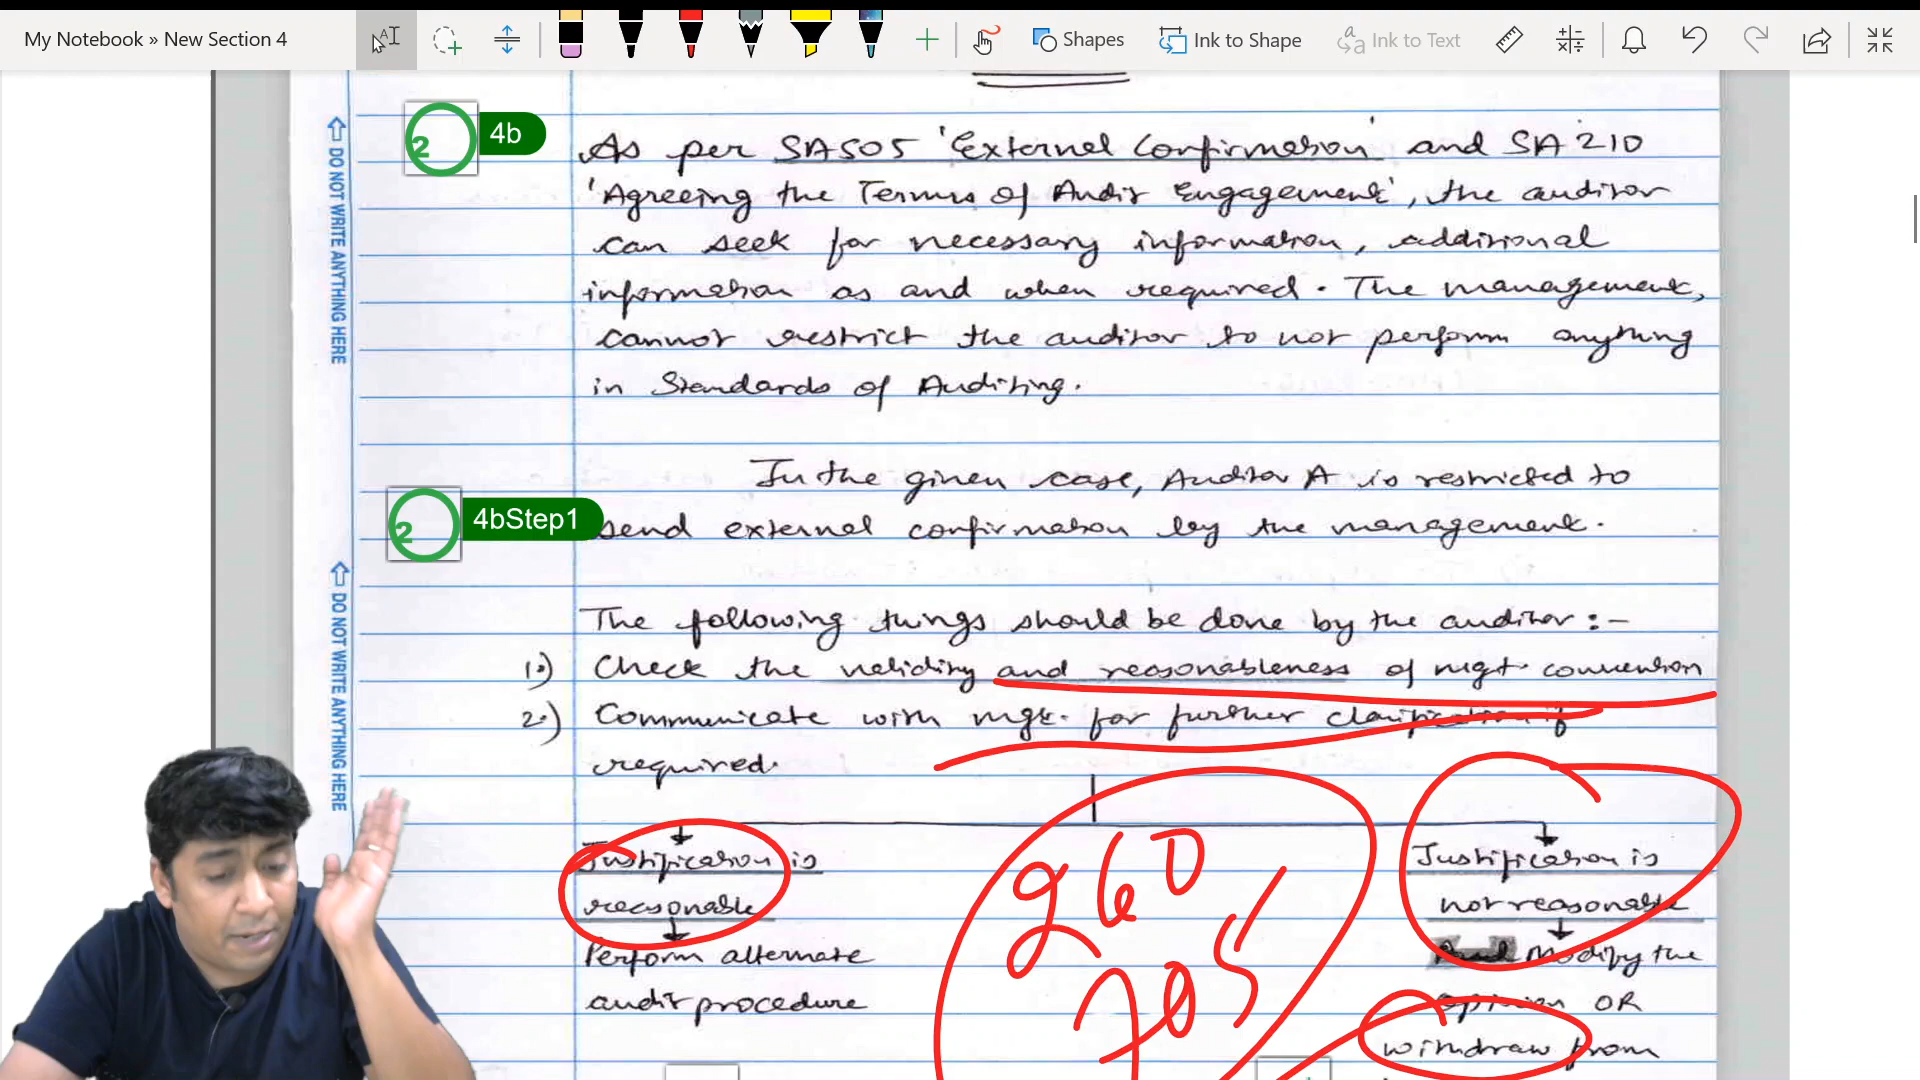 My Notebook » New Section 4
Shapes
Ink to Shape
Ink to Text
DO NOT WRITE ANYTHING HERE
DO NOT WRITE ANYTHING HERE
2 4b
As per SA505 'External Confirmation' and SA 210
'Agreeing the Terms of Audit Engagement', the auditor
can seek for necessary information, additional
information as and when required. The management,
cannot restrict the auditor to not perform anything
in Standards of Auditing.
In the given case, Auditor A is restricted to
2 4bStep1
send external confirmation by the management.
The following things should be done by the auditor :-
1.) Check the validity and reasonableness of mgt.
2.) Communicate with mgt. for further clarification if
required.
Justification is
reasonable
Perform alternate
audit procedure
260
705
Justification is
not reasonable
Modify the
opinion OR
withdraw from